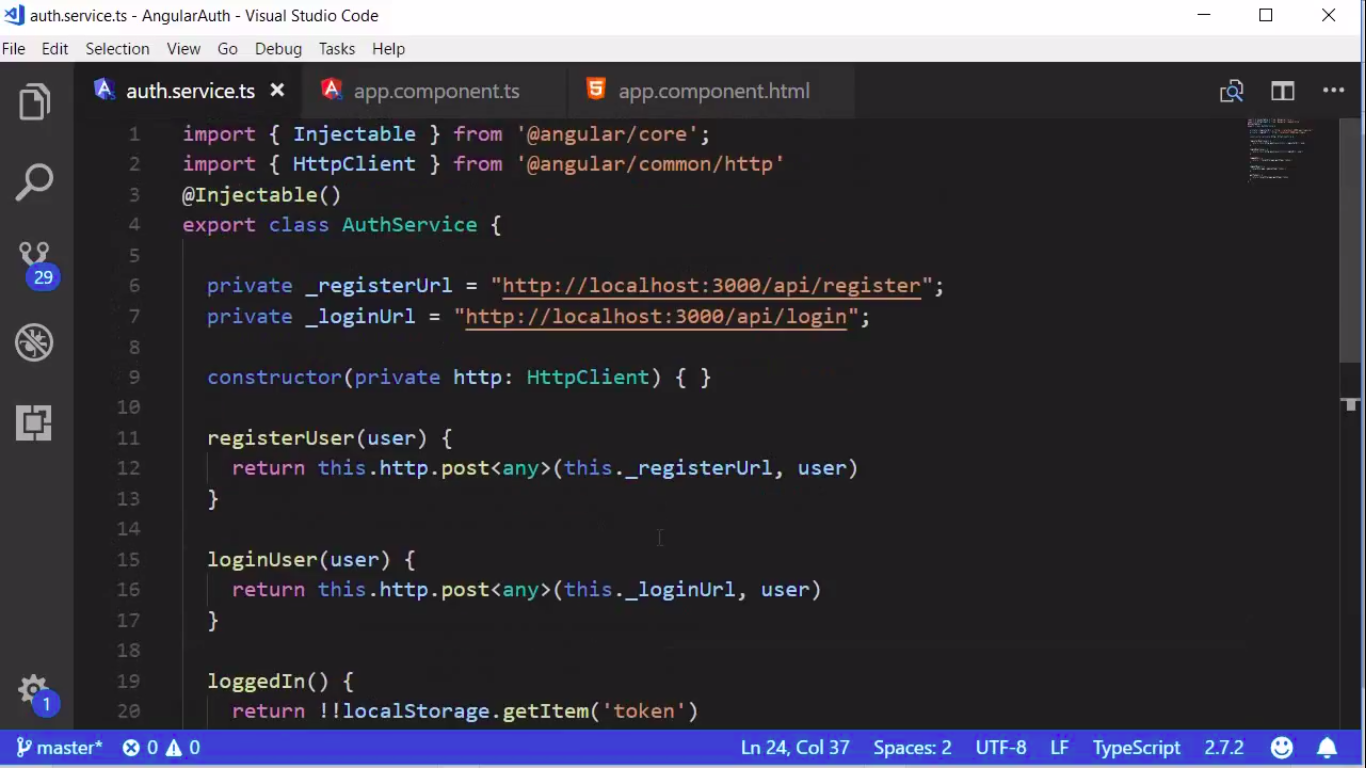 auth.service.ts - AngularAuth - Visual Studio Code
File Edit Selection View Go Debug Tasks Help
auth.service.ts app.component.ts app.component.html
1 import { Injectable } from '@angular/core';
2 import { HttpClient } from '@angular/common/http'
3 @Injectable()
4 export class AuthService {
5
6 private _registerUrl = "http://localhost:3000/api/register";
7 private _loginUrl = "http://localhost:3000/api/login";
8
9 constructor(private http: HttpClient) { }
10
11 registerUser(user) {
12 return this.http.post<any>(this._registerUrl, user)
13 }
14
15 loginUser(user) {
16 return this.http.post<any>(this._loginUrl, user)
17 }
18
19 loggedIn() {
20 return !!localStorage.getItem('token')
29
1
master* 0 0 Ln 24, Col 37 Spaces: 2 UTF-8 LF TypeScript 2.7.2